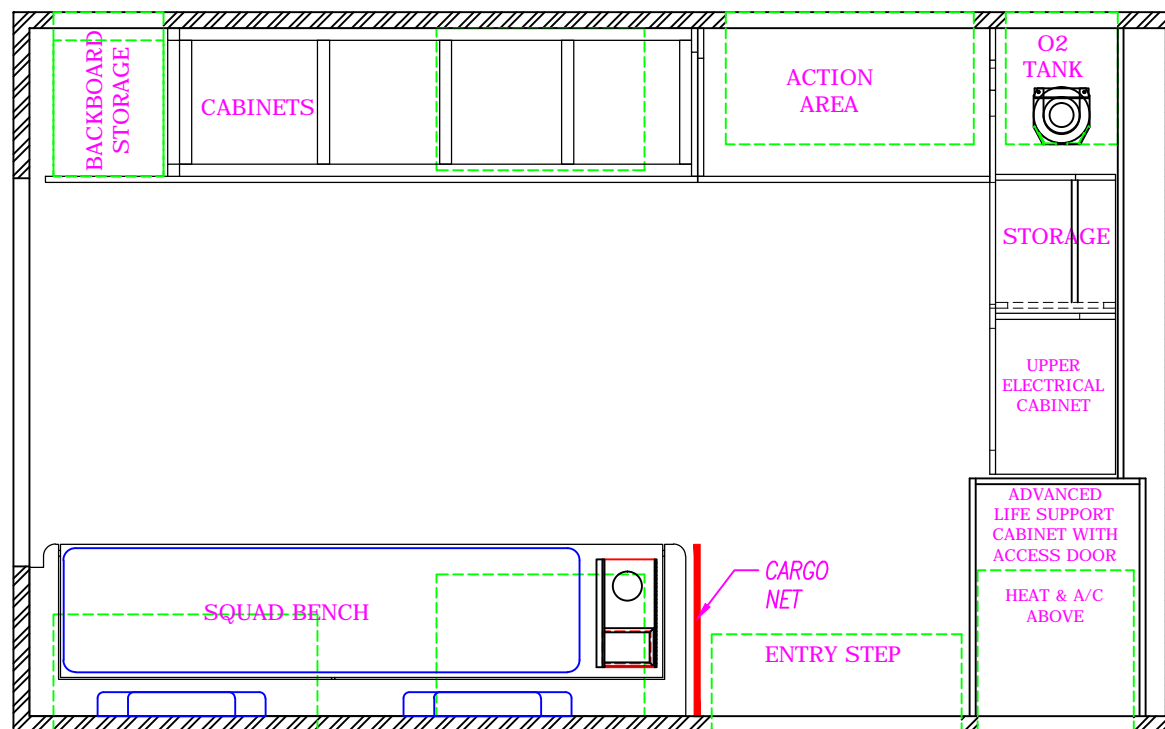 BACKBOARD
STORAGE
CABINETS
ACTION
AREA
O2
TANK
STORAGE
UPPER
ELECTRICAL
CABINET
ADVANCED
LIFE SUPPORT
CABINET WITH
ACCESS DOOR
HEAT & A/C
ABOVE
CARGO
NET
SQUAD BENCH
ENTRY STEP